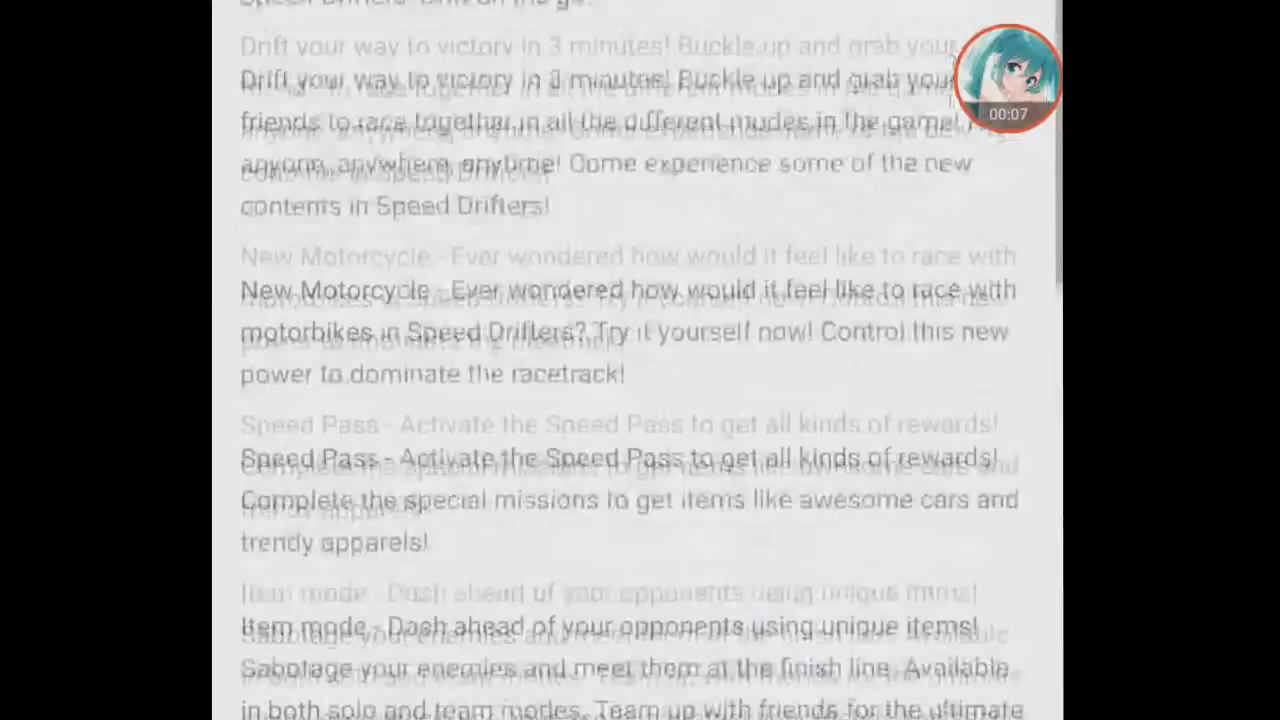 Drift your way to victory in 3 minutes! Buckle up and grab your
00:07
friends to race together in all the different modes in the game!
anyone, anywhere, anytime! Come experience some of the new
contents in Speed Drifters!
New Motorcycle - Ever wondered how would it feel like to race with
motorbikes in Speed Drifters? Try it yourself now! Control this new
power to dominate the racetrack!
Speed Pass - Activate the Speed Pass to get all kinds of rewards!
Complete the special missions to get items like awesome cars and
trendy apparels!
Item mode - Dash ahead of your opponents using unique items!
Sabotage your enemies and meet them at the finish line. Available
in both solo and team modes. Team up with friends for the ultimate